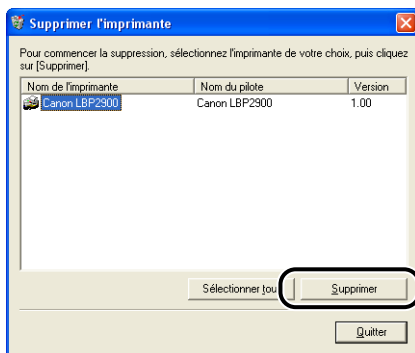 Supprimer l'imprimante
Pour commencer la suppression, sélectionnez l'imprimante de votre choix, puis cliquez
sur [Supprimer].
Nom de l'imprimante Nom du pilote Version
Canon LBP2900 Canon LBP2900 1.00
Sélectionner tou Supprimer
Quitter